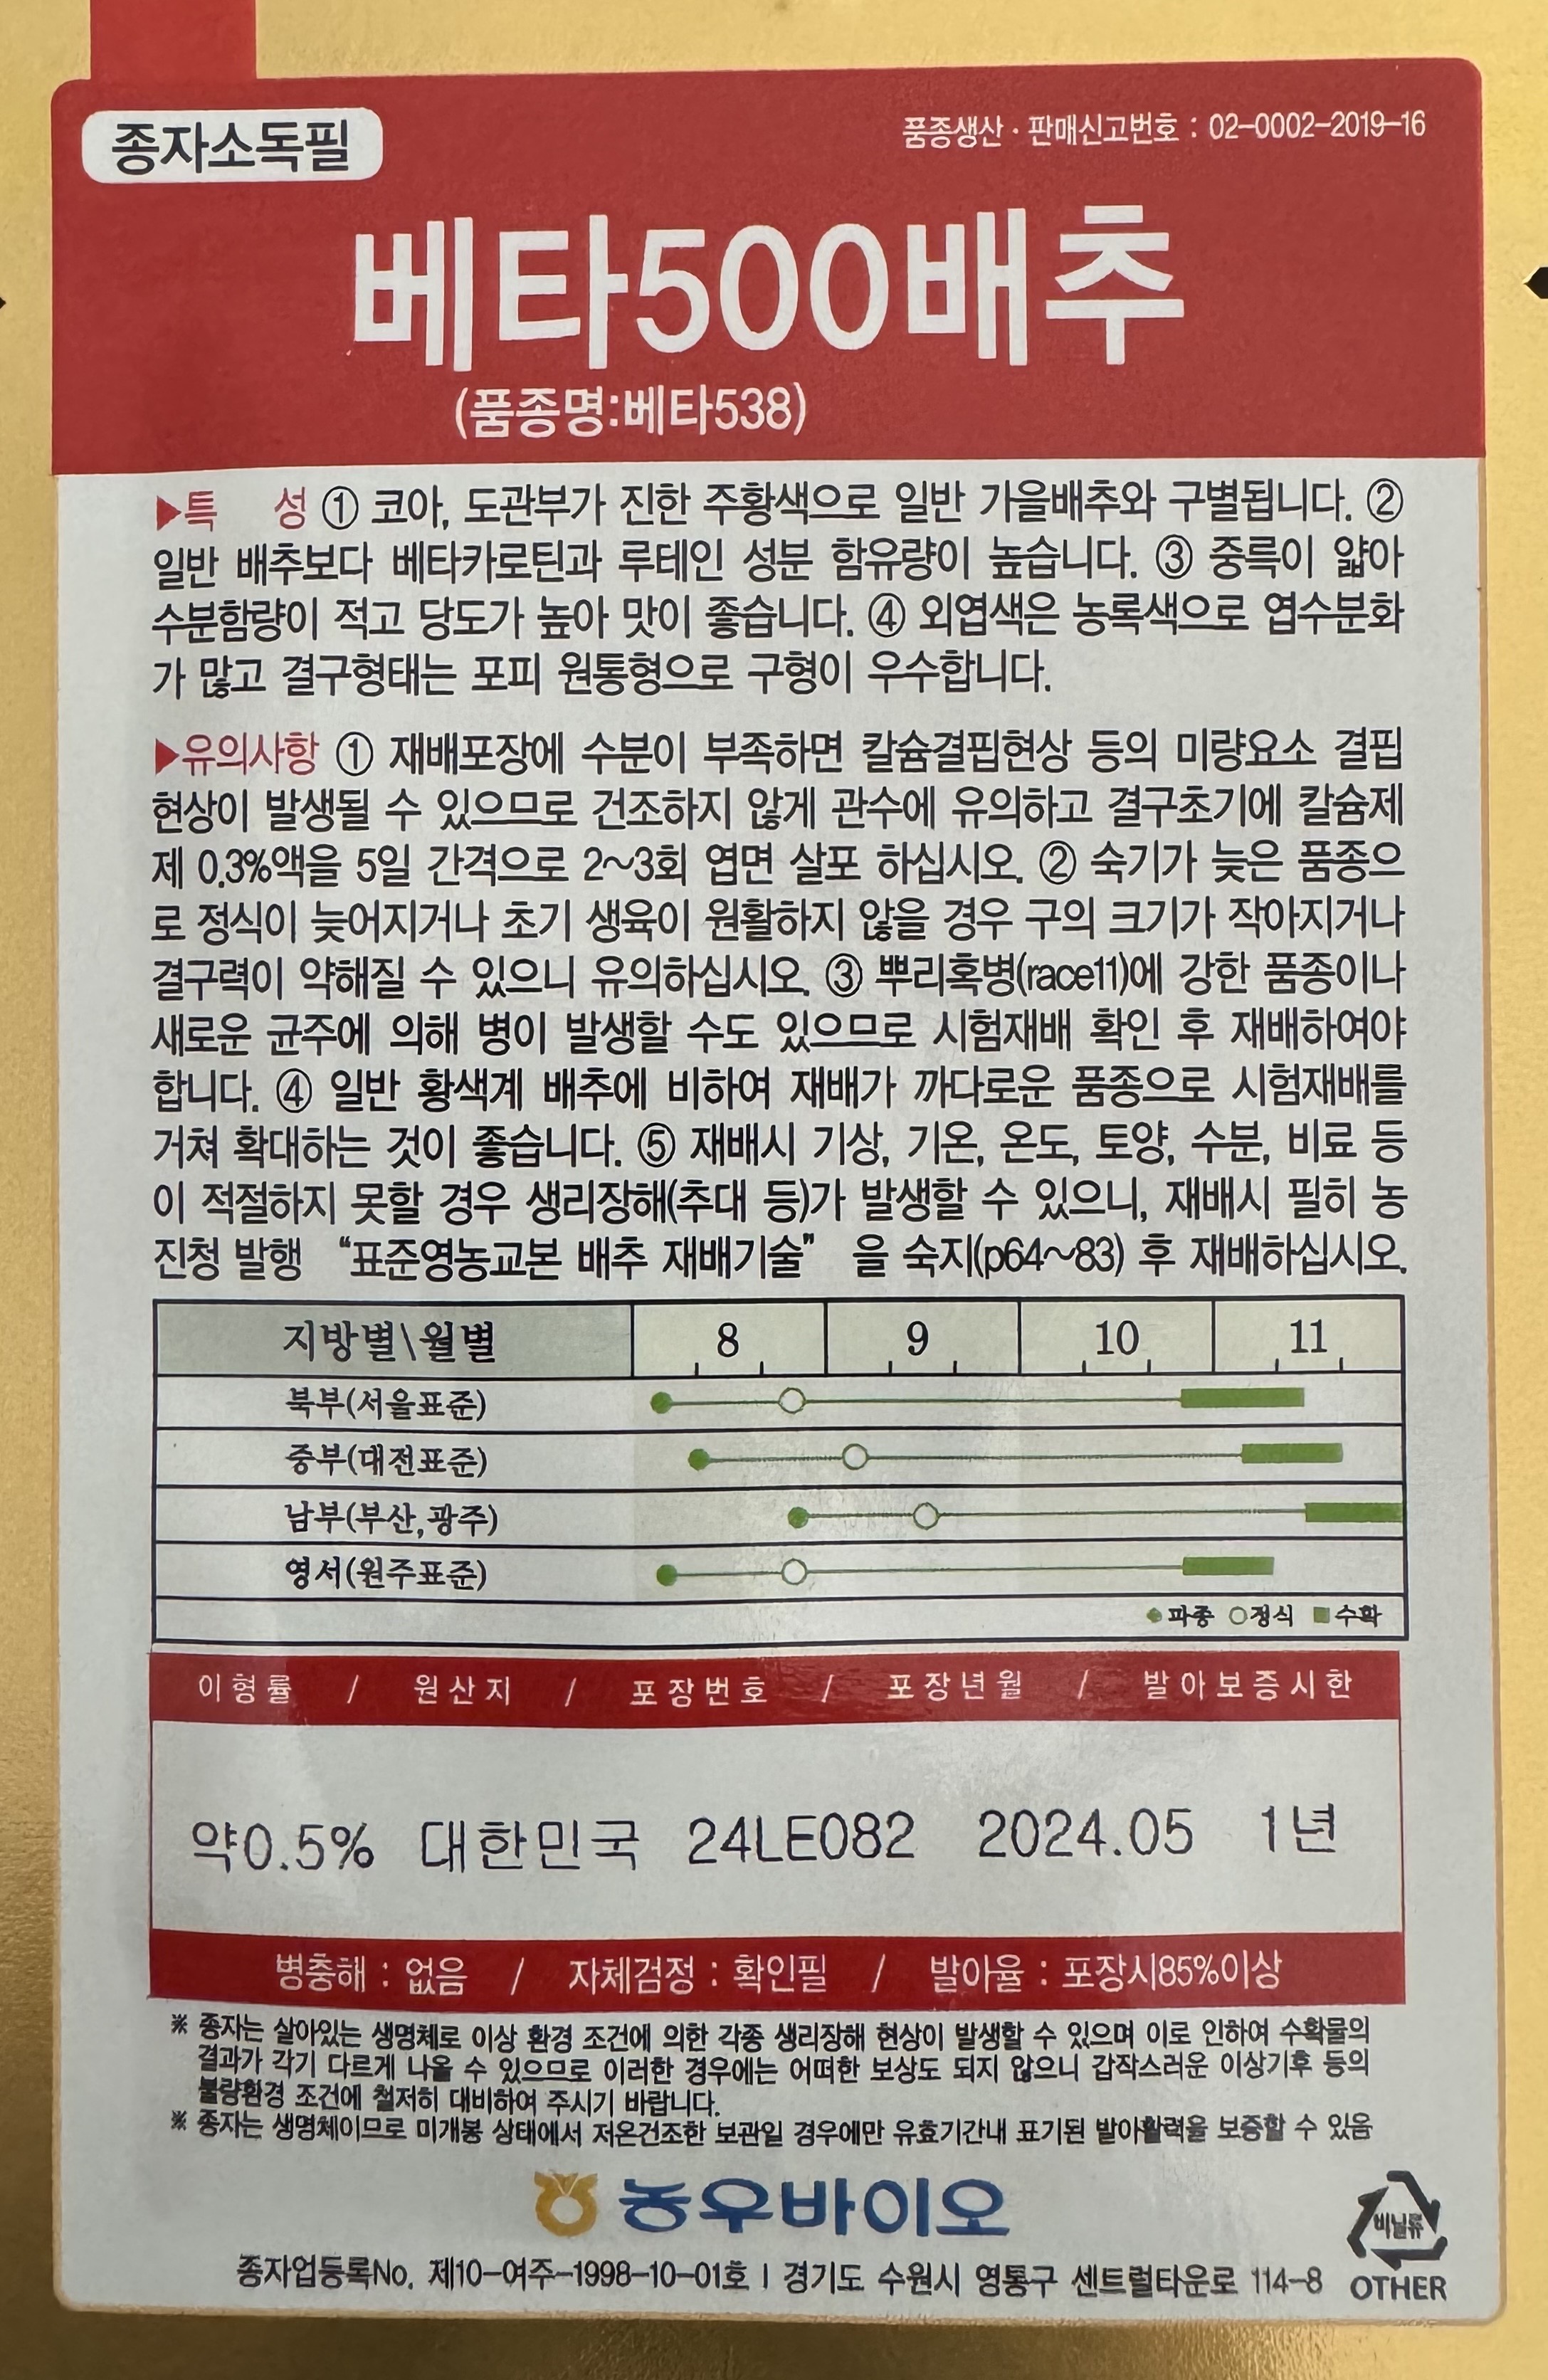 종자소독필
품종생산 · 판매신고번호 : 02-0002-2019-16
베타500배추
(품종명:베타538)
▶특 성 ① 코아, 도관부가 진한 주황색으로 일반 가을배추와 구별됩니다. ②
일반 배추보다 베타카로틴과 루테인 성분 함유량이 높습니다. ③ 중륵이 얇아
수분함량이 적고 당도가 높아 맛이 좋습니다. ④ 외엽색은 농록색으로 엽수분화
가 많고 결구형태는 포피 원통형으로 구형이 우수합니다.
▶유의사항 ① 재배포장에 수분이 부족하면 칼슘결핍현상 등의 미량요소 결핍
현상이 발생될 수 있으므로 건조하지 않게 관수에 유의하고 결구초기에 칼슘제
제 0.3%액을 5일 간격으로 2~3회 엽면 살포 하십시오. ② 숙기가 늦은 품종으
로 정식이 늦어지거나 초기 생육이 원활하지 않을 경우 구의 크기가 작아지거나
결구력이 약해질 수 있으니 유의하십시오. ③ 뿌리혹병(race11)에 강한 품종이나
새로운 균주에 의해 병이 발생할 수도 있으므로 시험재배 확인 후 재배하여야
합니다. ④ 일반 황색계 배추에 비하여 재배가 까다로운 품종으로 시험재배를
거쳐 확대하는 것이 좋습니다. ⑤ 재배시 기상, 기온, 온도, 토양, 수분, 비료 등
이 적절하지 못할 경우 생리장해(추대 등)가 발생할 수 있으니, 재배시 필히 농
진청 발행 “표준영농교본 배추 재배기술” 을 숙지(p64~83) 후 재배하십시오.
지방별\월별 8 9 10 11
북부(서울표준)
중부(대전표준)
남부(부산,광주)
영서(원주표준)
●파종 ○정식 ■수확
이형률 / 원산지 / 포장번호 / 포장년월 / 발아보증시한
약0.5% 대한민국 24LE082 2024.05 1년
병충해 : 없음 / 자체검정 : 확인필 / 발아율 : 포장시85%이상
※ 종자는 살아있는 생명체로 이상 환경 조건에 의한 각종 생리장해 현상이 발생할 수 있으며 이로 인하여 수확물의
결과가 각기 다르게 나올 수 있으므로 이러한 경우에는 어떠한 보상도 되지 않으니 갑작스러운 이상기후 등의
불량환경 조건에 철저히 대비하여 주시기 바랍니다.
※ 종자는 생명체이므로 미개봉 상태에서 저온건조한 보관일 경우에만 유효기간내 표기된 발아활력을 보증할 수 있음
농우바이오
비닐류
종자업등록No. 제10-여주-1998-10-01호 I 경기도 수원시 영통구 센트럴타운로 114-8
OTHER